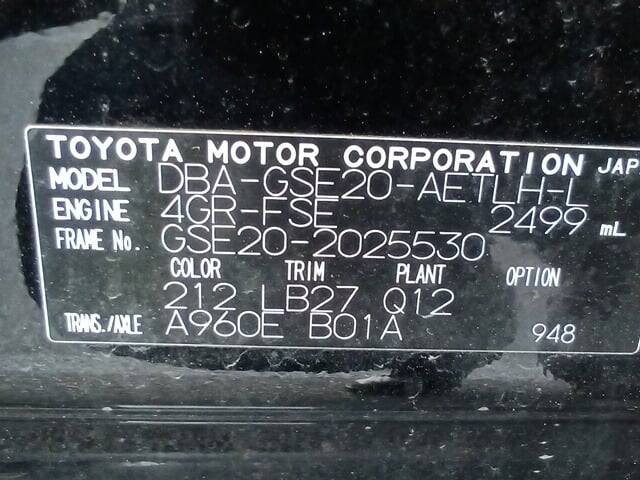 TOYOTA MOTOR CORPORATION JAP
MODEL DBA-GSE20-AETLH-L
ENGINE 4GR-FSE 2499 mL
FRAME No. GSE20-2025530
COLOR TRIM PLANT OPTION
212 LB27 Q12
TRANS./AXLE A960E B01A 948